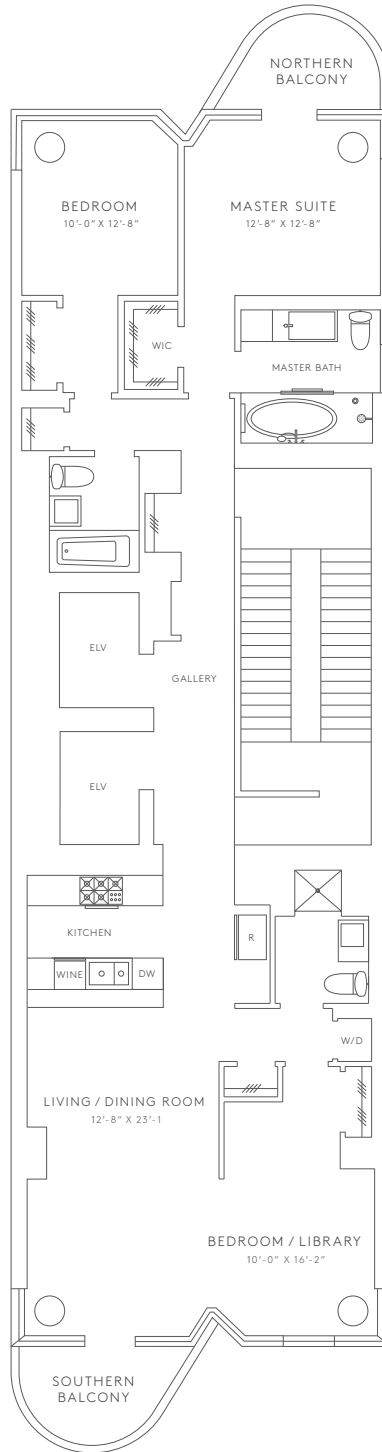 NORTHERN
BALCONY
BEDROOM
10'-0" X 12'-8"
MASTER SUITE
12'-8" X 12'-8"
WIC
MASTER BATH
ELV
GALLERY
ELV
KITCHEN
R
WINE
DW
W/D
LIVING / DINING ROOM
12'-8" X 23'-1
BEDROOM / LIBRARY
10'-0" X 16'-2"
SOUTHERN
BALCONY